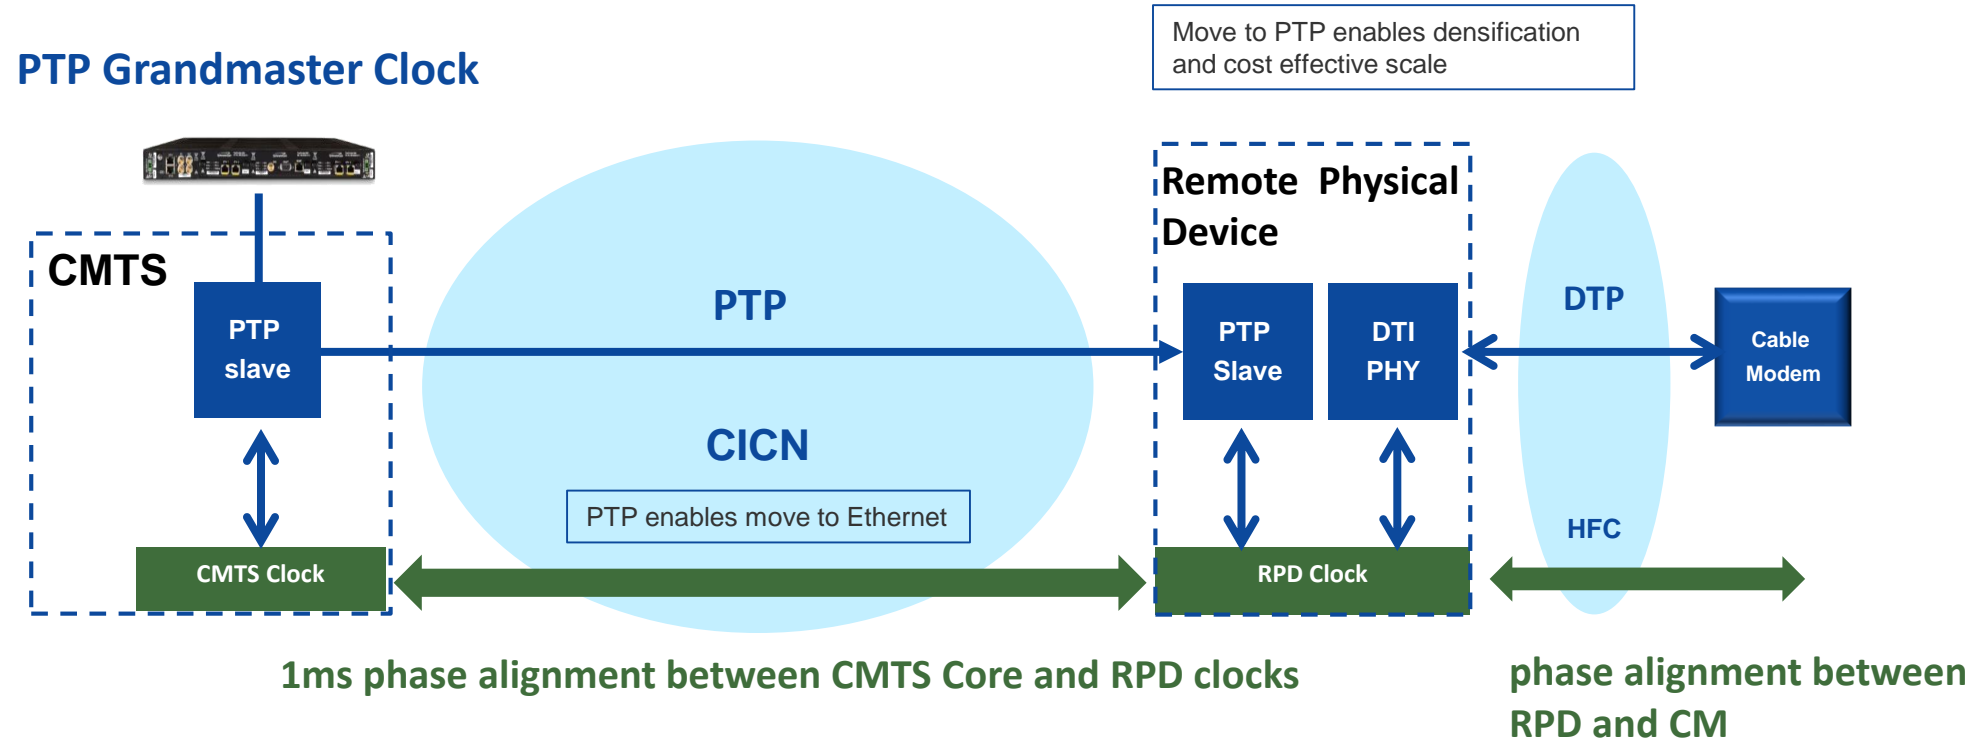 Move to PTP enables densification
and cost effective scale
PTP Grandmaster Clock
Remote Physical
Device
CMTS
PTP
slave
PTP
PTP
Slave
DTI
PHY
DTP
Cable
Modem
CICN
PTP enables move to Ethernet
HFC
CMTS Clock
RPD Clock
1ms phase alignment between CMTS Core and RPD clocks
phase alignment between
RPD and CM